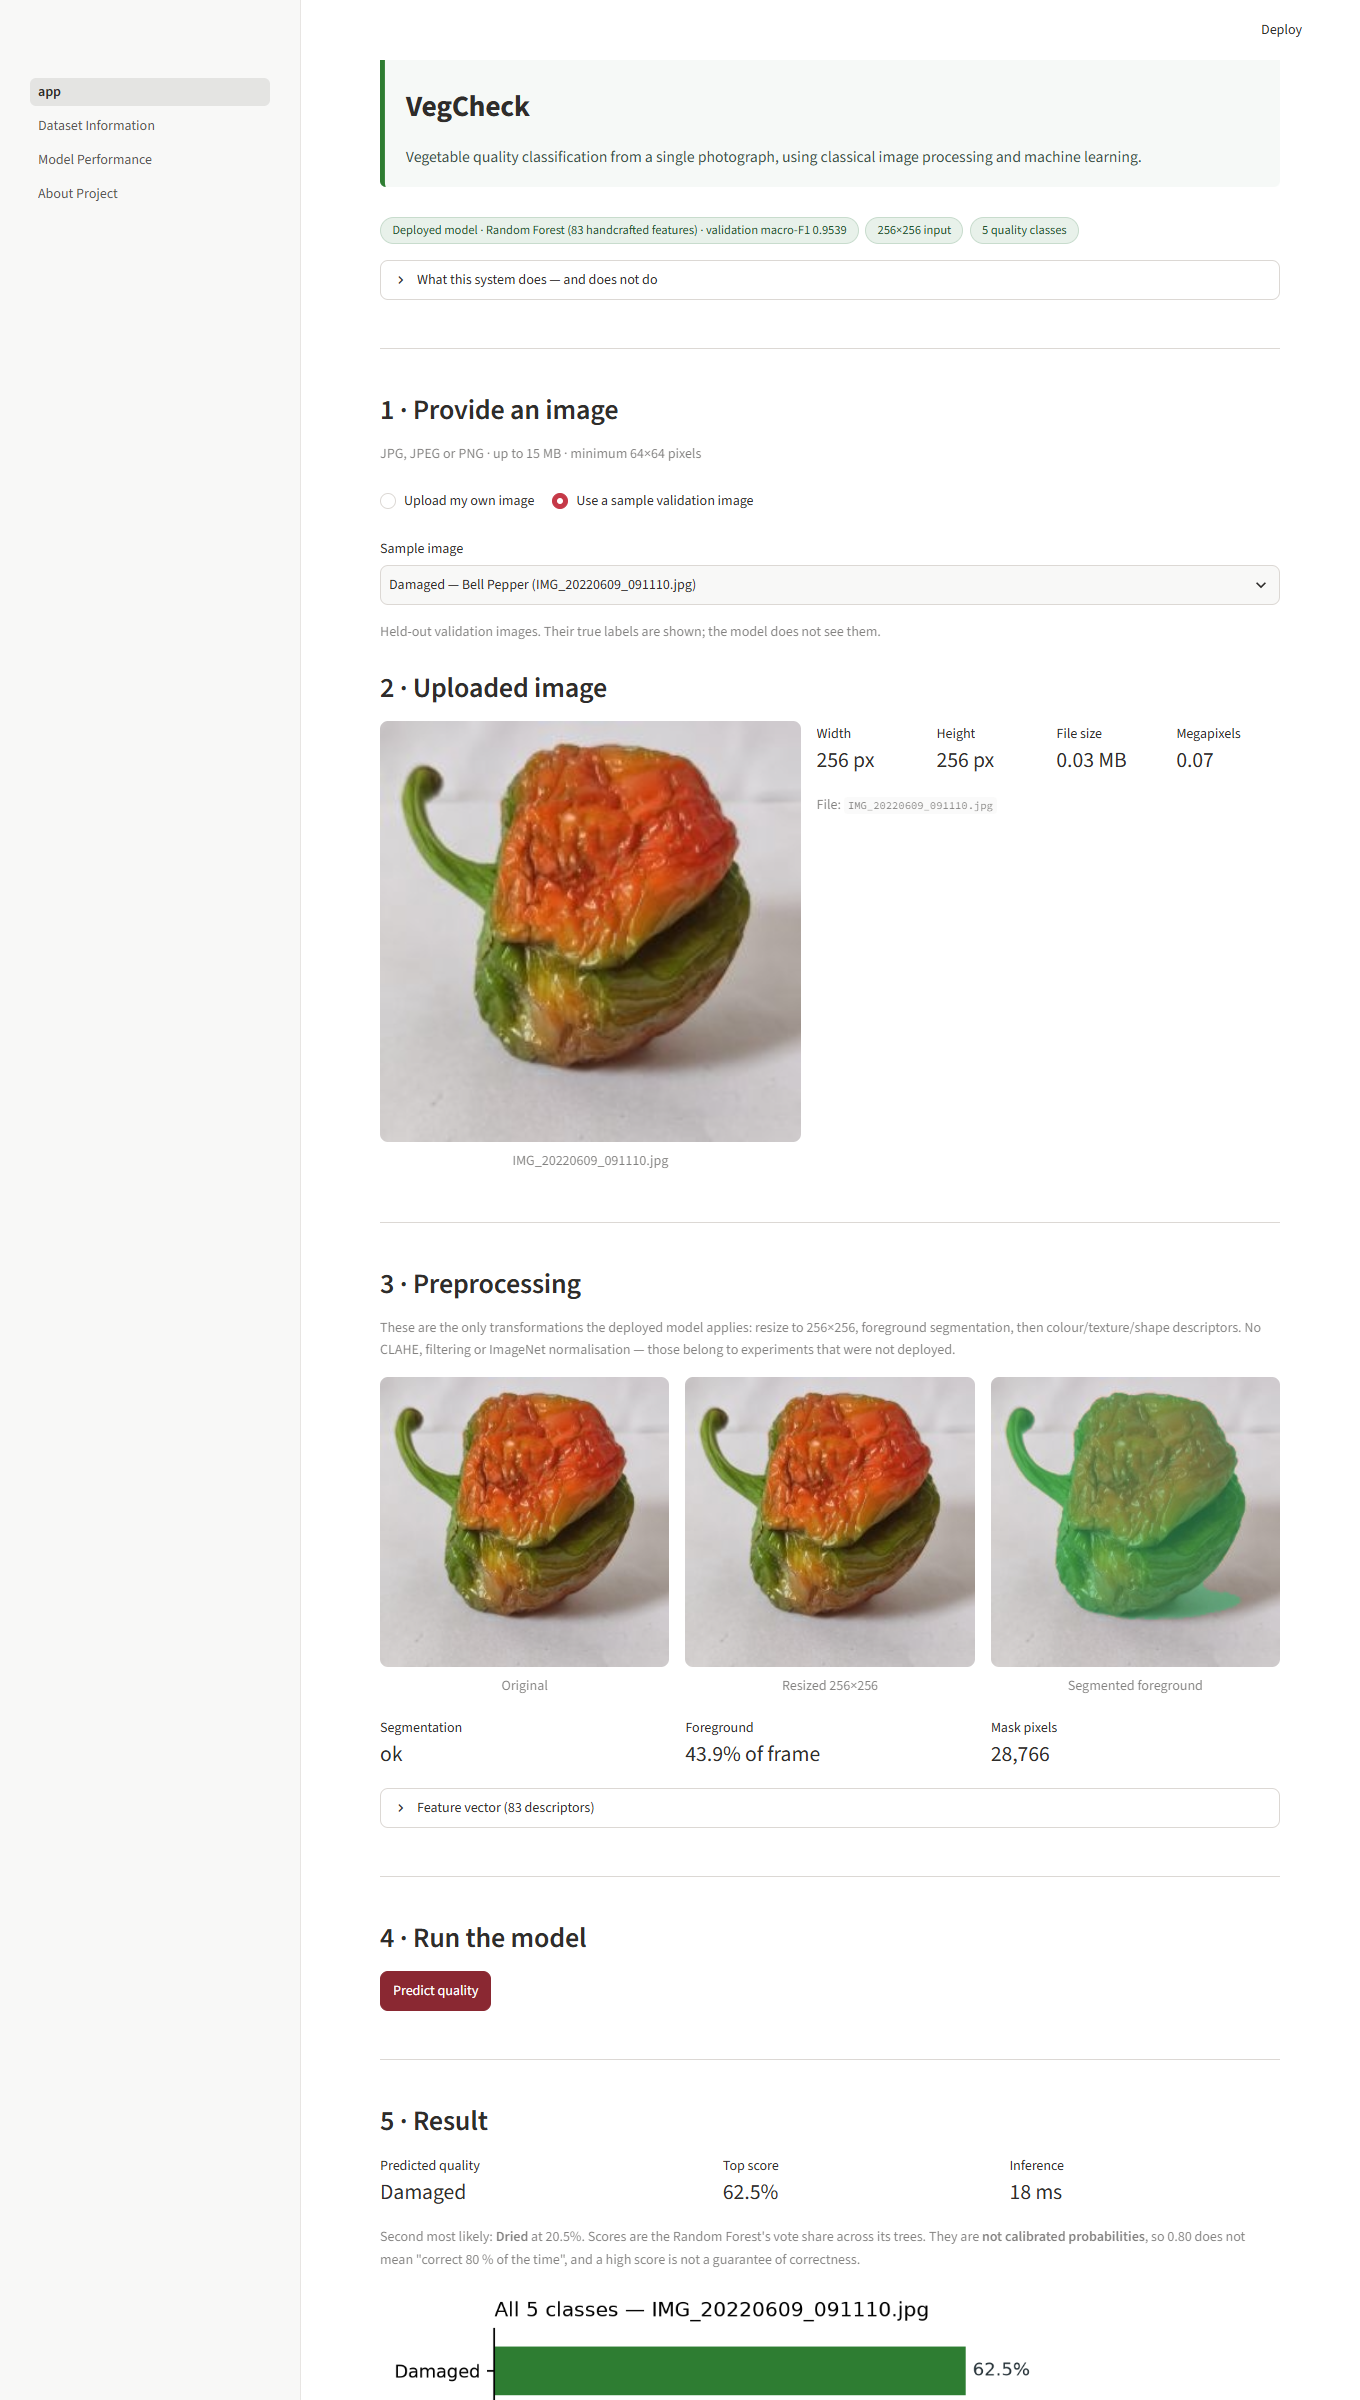 Deploy
app
Dataset Information
Model Performance
About Project
VegCheck
Vegetable quality classification from a single photograph, using classical image processing and machine learning.
Deployed model · Random Forest (83 handcrafted features) · validation macro-F1 0.9539
256×256 input
5 quality classes
What this system does — and does not do
1 · Provide an image
JPG, JPEG or PNG · up to 15 MB · minimum 64×64 pixels
Upload my own image
Use a sample validation image
Sample image
Damaged — Bell Pepper (IMG_20220609_091110.jpg)
Held-out validation images. Their true labels are shown; the model does not see them.
2 · Uploaded image
Width
Height
File size
Megapixels
256 px
256 px
0.03 MB
0.07
File: IMG_20220609_091110.jpg
IMG_20220609_091110.jpg
3 · Preprocessing
These are the only transformations the deployed model applies: resize to 256×256, foreground segmentation, then colour/texture/shape descriptors. No
CLAHE, filtering or ImageNet normalisation — those belong to experiments that were not deployed.
Original
Resized 256×256
Segmented foreground
Segmentation
Foreground
Mask pixels
ok
43.9% of frame
28,766
Feature vector (83 descriptors)
4 · Run the model
Predict quality
5 · Result
Predicted quality
Top score
Inference
Damaged
62.5%
18 ms
Second most likely: Dried at 20.5%. Scores are the Random Forest's vote share across its trees. They are not calibrated probabilities, so 0.80 does not
mean "correct 80 % of the time", and a high score is not a guarantee of correctness.
All 5 classes — IMG_20220609_091110.jpg
Damaged
62.5%